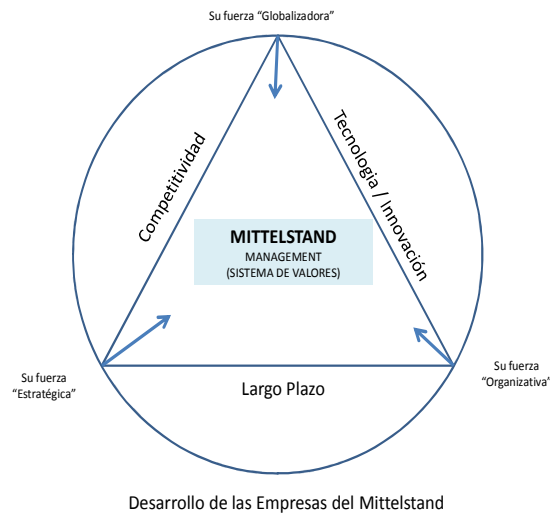 Su fuerza “Globalizadora”
Competitividad
Tecnologia / Innovación
MITTELSTAND
MANAGEMENT
(SISTEMA DE VALORES)
Su fuerza
“Estratégica”
Largo Plazo
Su fuerza
“Organizativa”
Desarrollo de las Empresas del Mittelstand